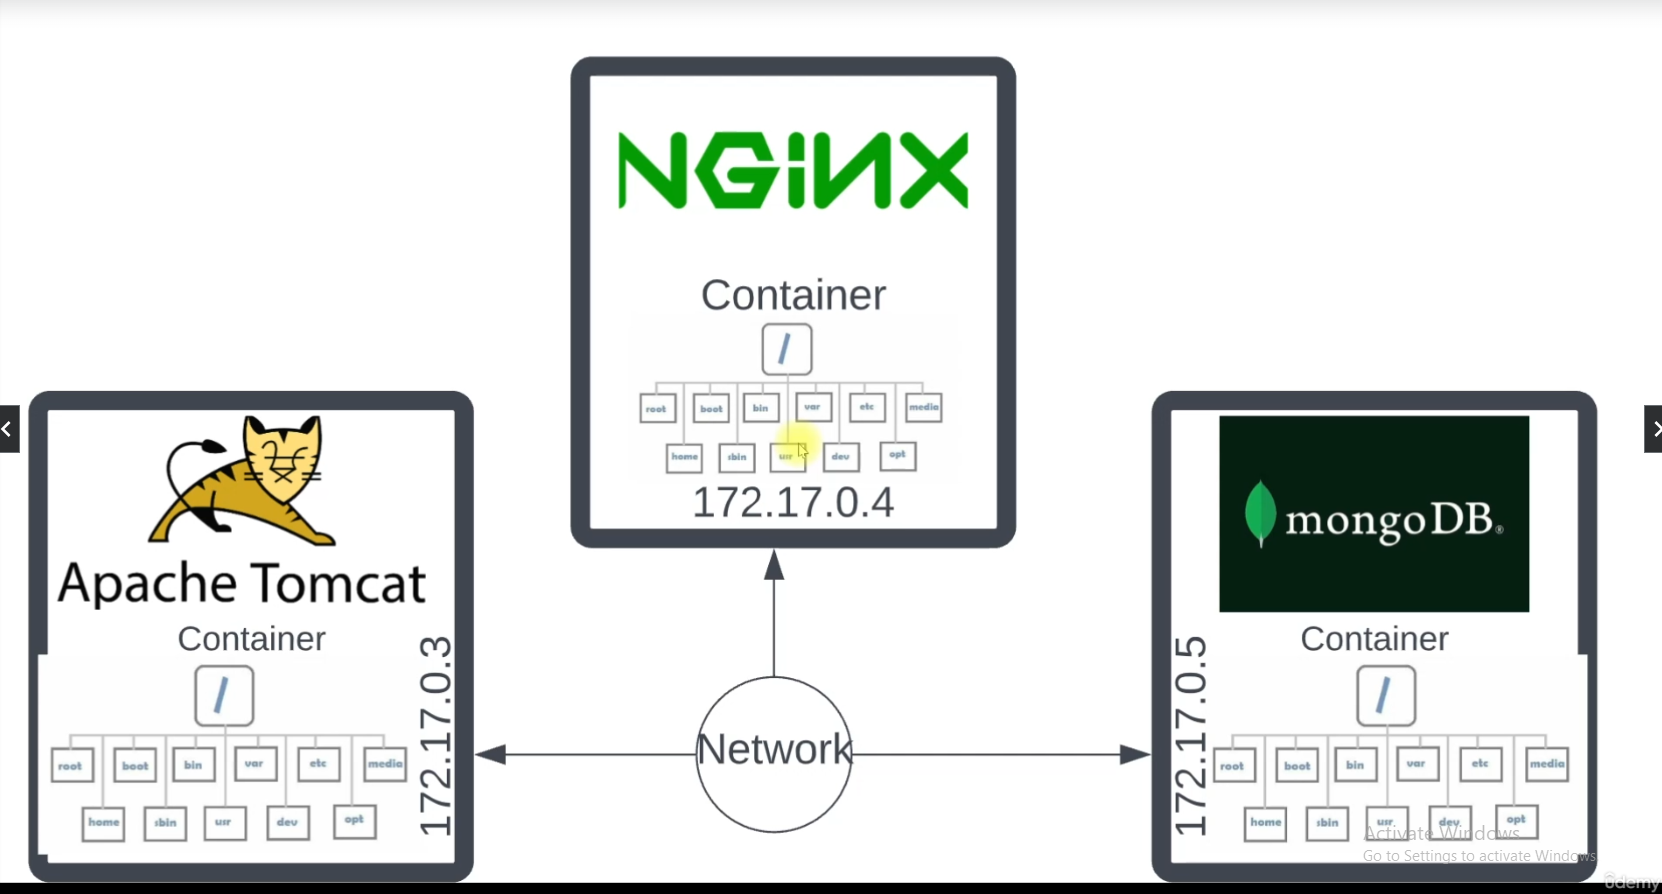 NGiNX
Container
/
root boot bin var etc media
home sbin usr dev opt
172.17.0.4
Apache Tomcat
Container
/
root boot bin var etc media
home sbin usr dev opt
172.17.0.3
Network
mongoDB®
Container
/
root boot bin var etc media
home sbin usr dev opt
172.17.0.5
Activate Windows
Go to Settings to activate Windows.
ûdemy